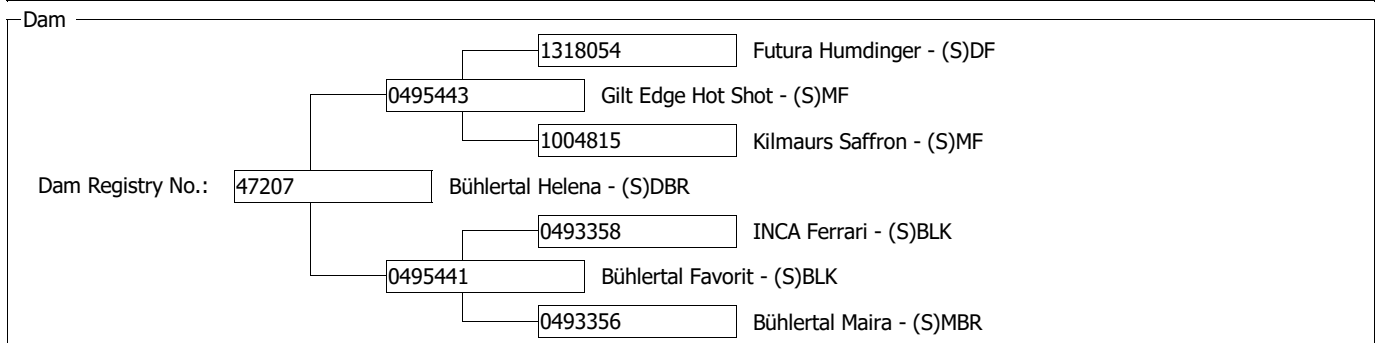 Dam
1318054 Futura Humdinger - (S)DF
0495443 Gilt Edge Hot Shot - (S)MF
1004815 Kilmaurs Saffron - (S)MF
Dam Registry No.: 47207 Bühlertal Helena - (S)DBR
0493358 INCA Ferrari - (S)BLK
0495441 Bühlertal Favorit - (S)BLK
0493356 Bühlertal Maira - (S)MBR